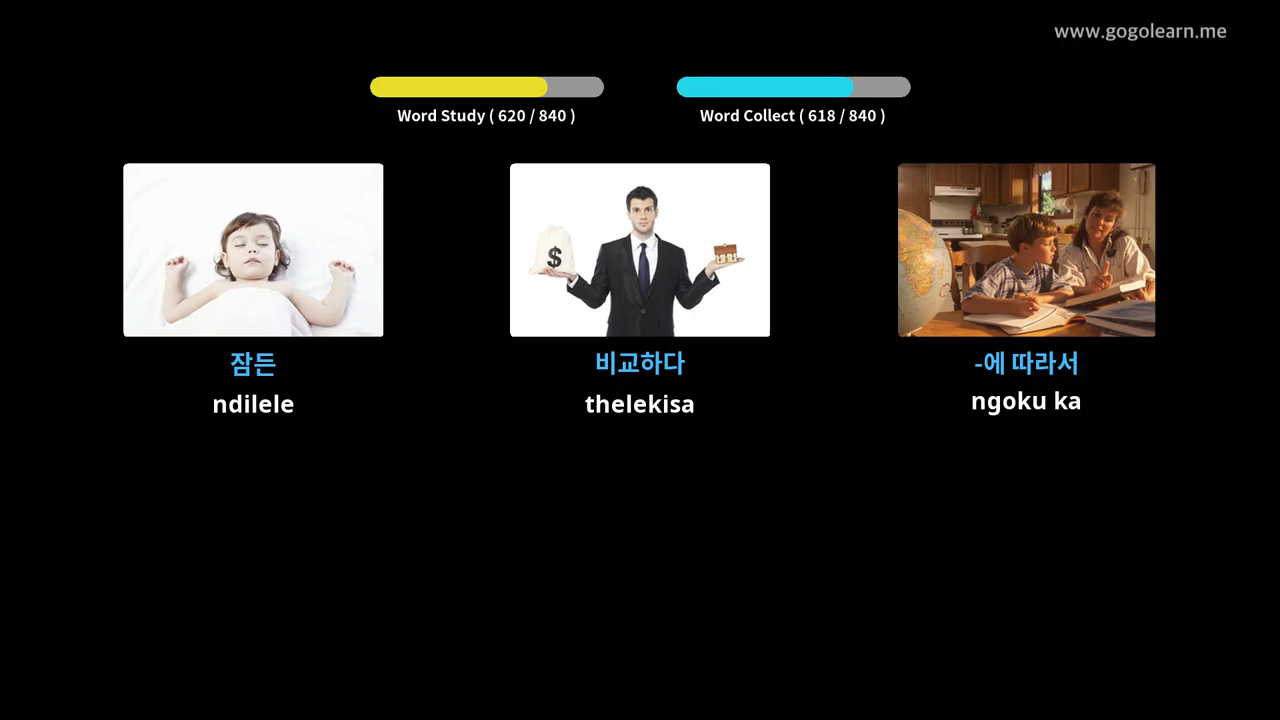 www.gogolearn.me
Word Study ( 620 / 840 )
Word Collect ( 618 / 840 )
$
잠든
ndilele
비교하다
thelekisa
-에 따라서
ngoku ka